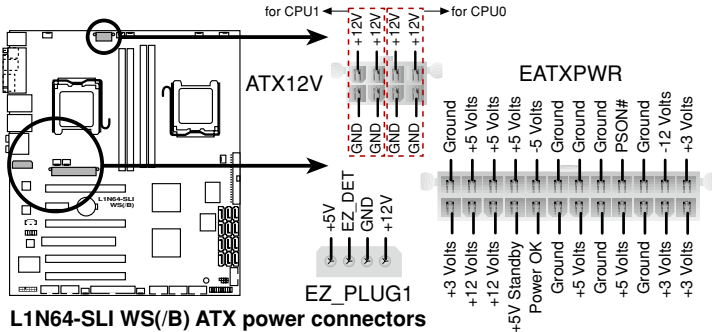 for CPU1
for CPU0
+12V
+12V
+12V
+12V
ATX12V
GND
GND
GND
GND
EATXPWR
Ground
+5 Volts
+5 Volts
+5 Volts
-5 Volts
Ground
Ground
Ground
PSON#
Ground
-12 Volts
+3 Volts
+3 Volts
+12 Volts
+12 Volts
+5V Standby
Power OK
Ground
+5 Volts
Ground
+5 Volts
Ground
+3 Volts
+3 Volts
L1N64-SLI
WS(/B)
+5V
EZ_DET
GND
+12V
EZ_PLUG1
L1N64-SLI WS(/B) ATX power connectors